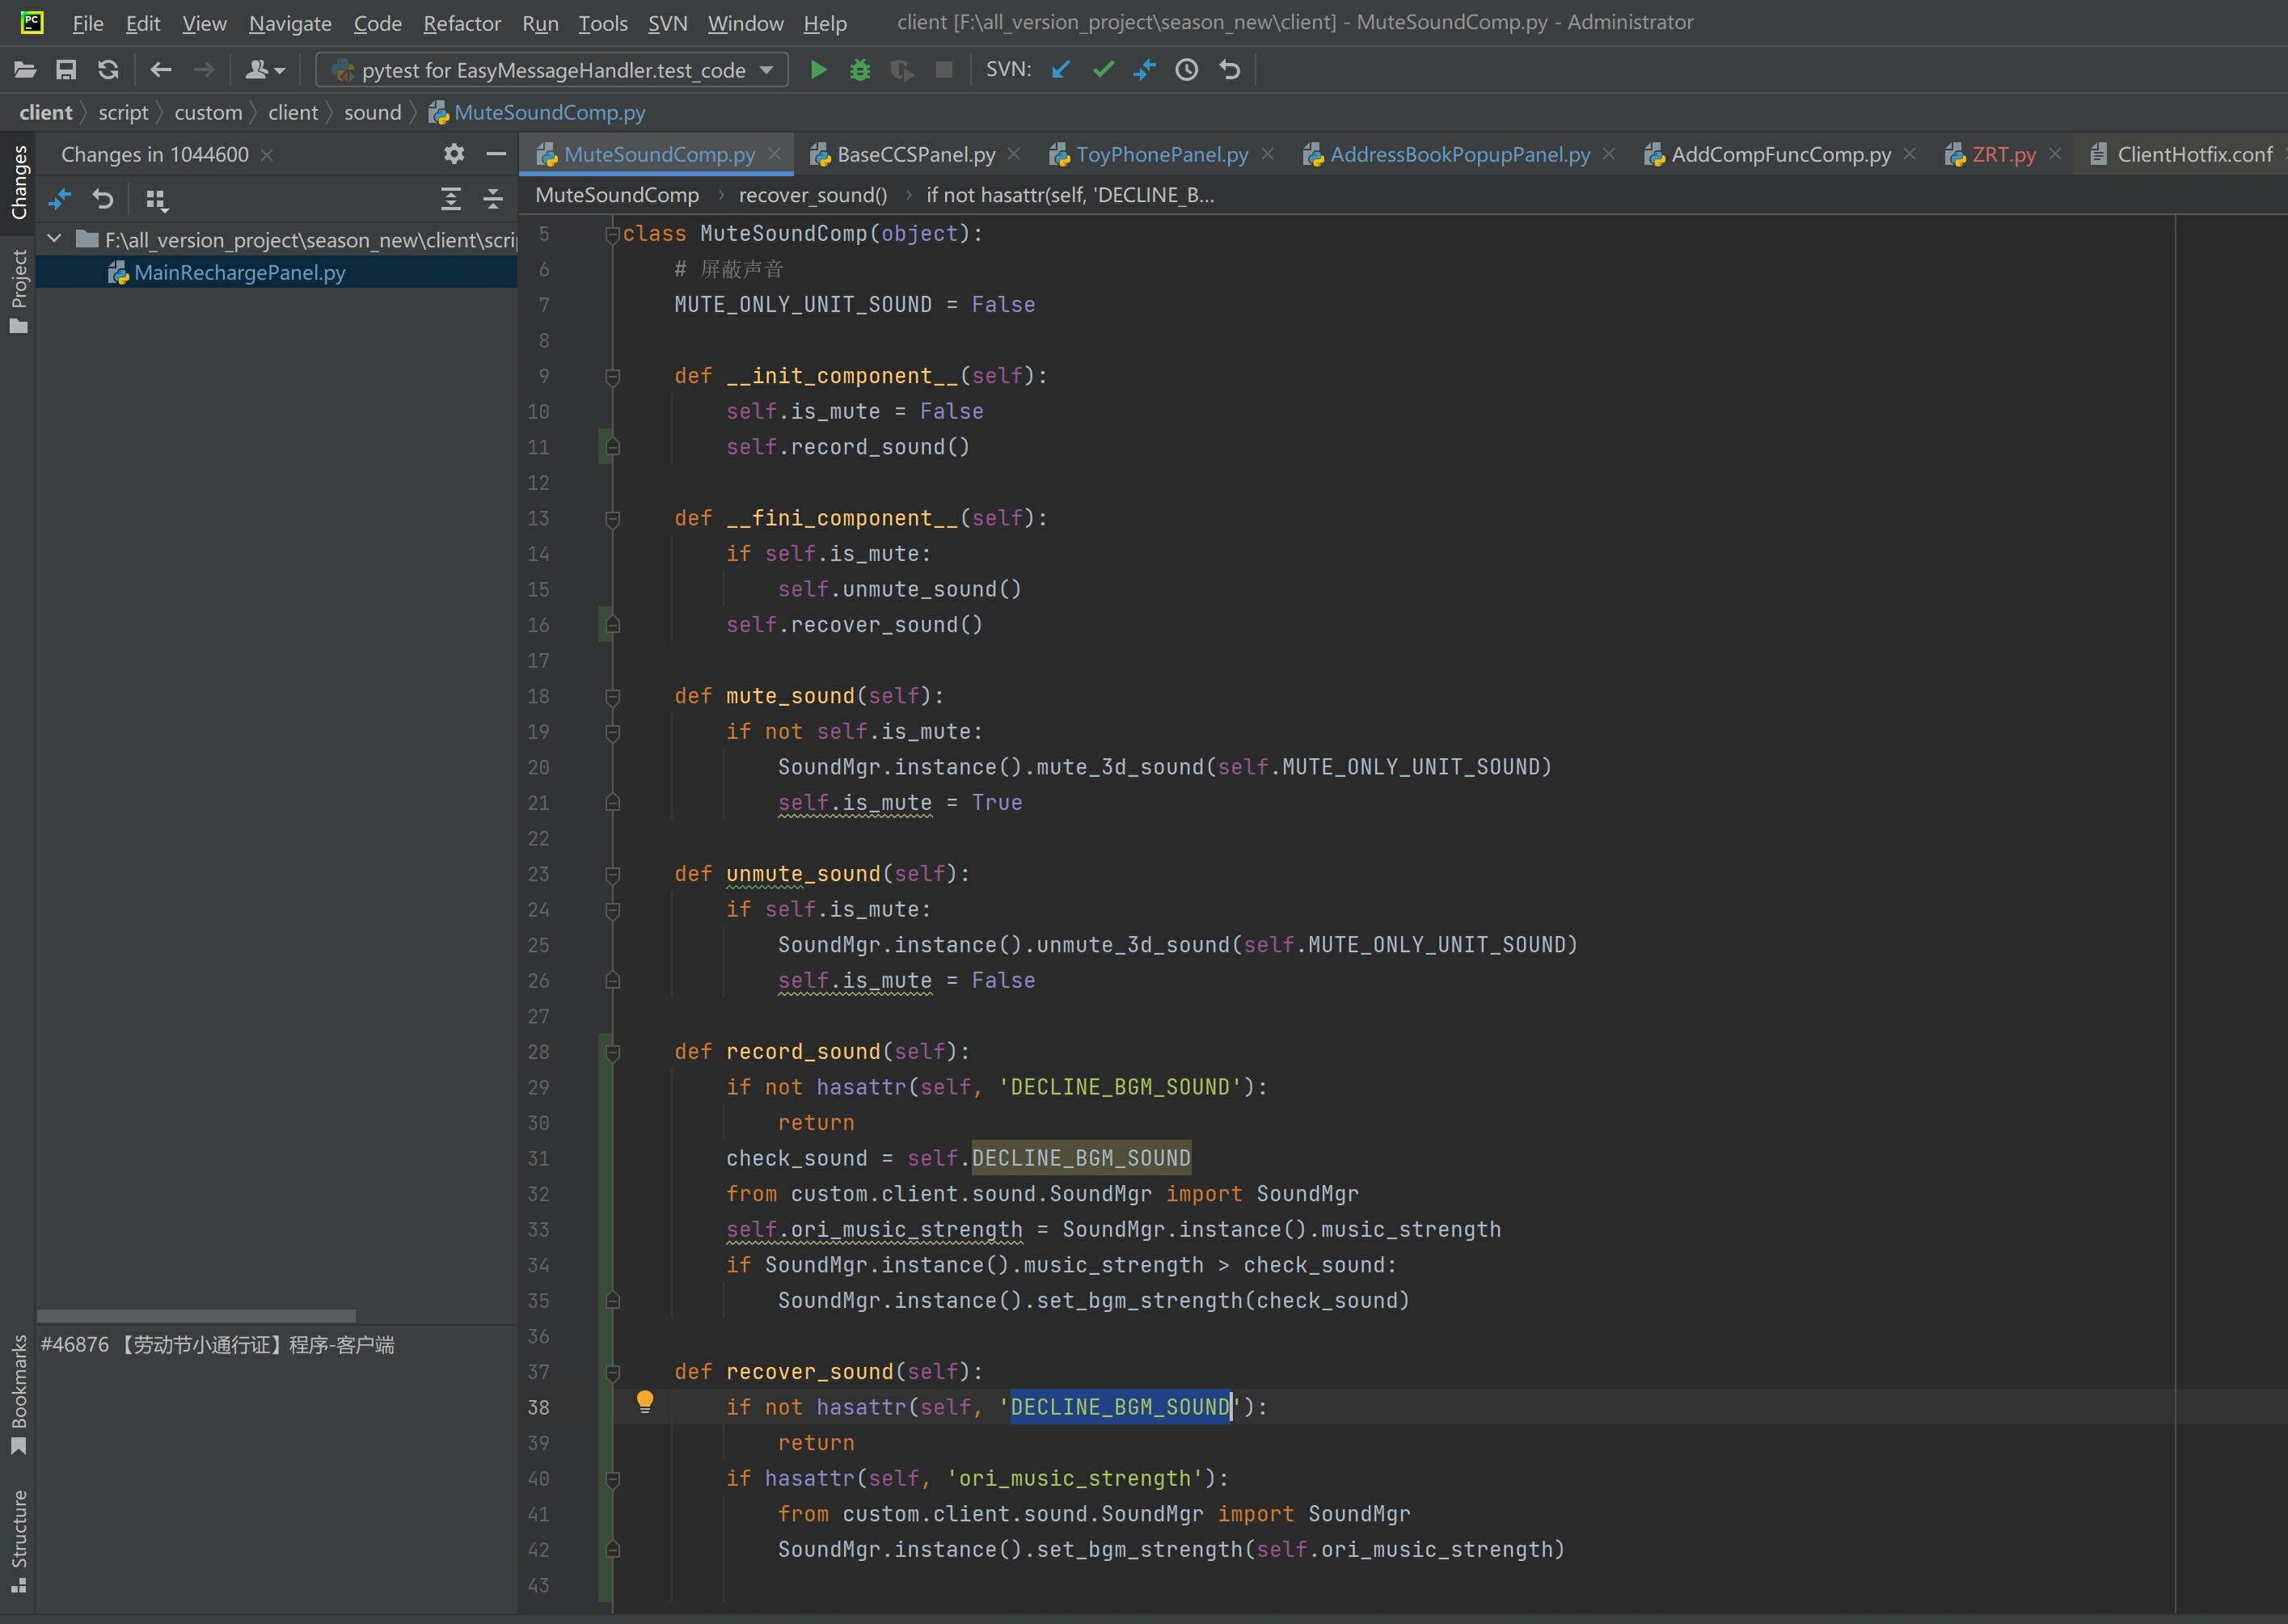 File Edit View Navigate Code Refactor Run Tools SVN Window Help client [F:\all_version_project\season_new\client] - MuteSoundComp.py - Administrator
pytest for EasyMessageHandler.test_code SVN:
client script custom client sound MuteSoundComp.py
Changes in 1044600
MuteSoundComp.py BaseCCSPanel.py ToyPhonePanel.py AddressBookPopupPanel.py AddCompFuncComp.py ZRT.py ClientHotfix.conf
MuteSoundComp › recover_sound() › if not hasattr(self, 'DECLINE_B...
Changes
Project
Bookmarks
Structure
F:\all_version_project\season_new\client\scri
MainRechargePanel.py
#46876 【劳动节小通行证】程序-客户端
5 class MuteSoundComp(object):
6 # 屏蔽声音
7 MUTE_ONLY_UNIT_SOUND = False
8
9 def __init_component__(self):
10 self.is_mute = False
11 self.record_sound()
12
13 def __fini_component__(self):
14 if self.is_mute:
15 self.unmute_sound()
16 self.recover_sound()
17
18 def mute_sound(self):
19 if not self.is_mute:
20 SoundMgr.instance().mute_3d_sound(self.MUTE_ONLY_UNIT_SOUND)
21 self.is_mute = True
22
23 def unmute_sound(self):
24 if self.is_mute:
25 SoundMgr.instance().unmute_3d_sound(self.MUTE_ONLY_UNIT_SOUND)
26 self.is_mute = False
27
28 def record_sound(self):
29 if not hasattr(self, 'DECLINE_BGM_SOUND'):
30 return
31 check_sound = self.DECLINE_BGM_SOUND
32 from custom.client.sound.SoundMgr import SoundMgr
33 self.ori_music_strength = SoundMgr.instance().music_strength
34 if SoundMgr.instance().music_strength > check_sound:
35 SoundMgr.instance().set_bgm_strength(check_sound)
36
37 def recover_sound(self):
38 if not hasattr(self, 'DECLINE_BGM_SOUND'):
39 return
40 if hasattr(self, 'ori_music_strength'):
41 from custom.client.sound.SoundMgr import SoundMgr
42 SoundMgr.instance().set_bgm_strength(self.ori_music_strength)
43